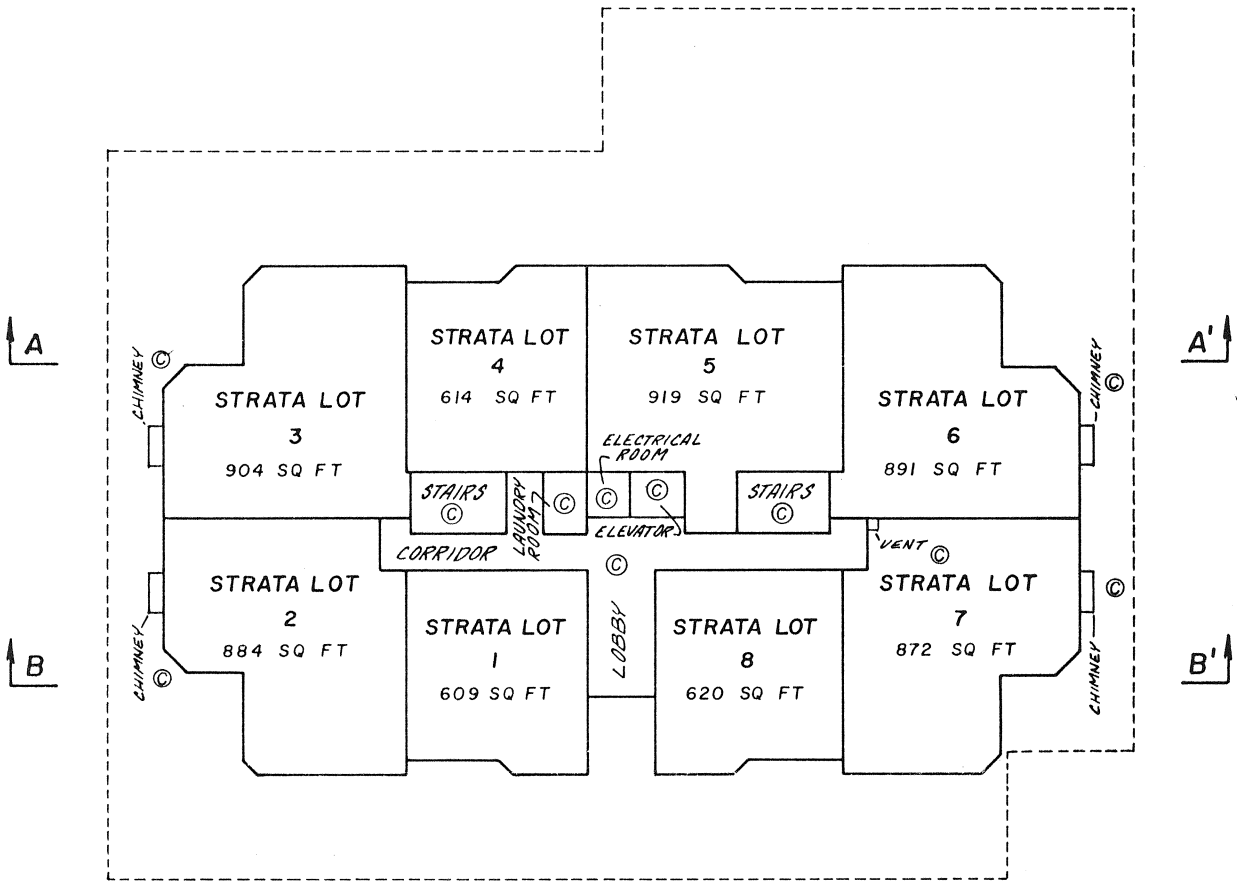 A
A'
CHIMNEY
©
STRATA LOT
3
904 SQ FT
STRATA LOT
4
614 SQ FT
STRATA LOT
5
919 SQ FT
STRATA LOT
6
891 SQ FT
CHIMNEY
©
ELECTRICAL
ROOM
STAIRS
©
LAUNDRY
ROOM
©
©
©
ELEVATOR
STAIRS
©
CORRIDOR
©
LOBBY
VENT
©
B
B'
CHIMNEY
©
STRATA LOT
2
884 SQ FT
STRATA LOT
1
609 SQ FT
STRATA LOT
8
620 SQ FT
STRATA LOT
7
872 SQ FT
©
CHIMNEY